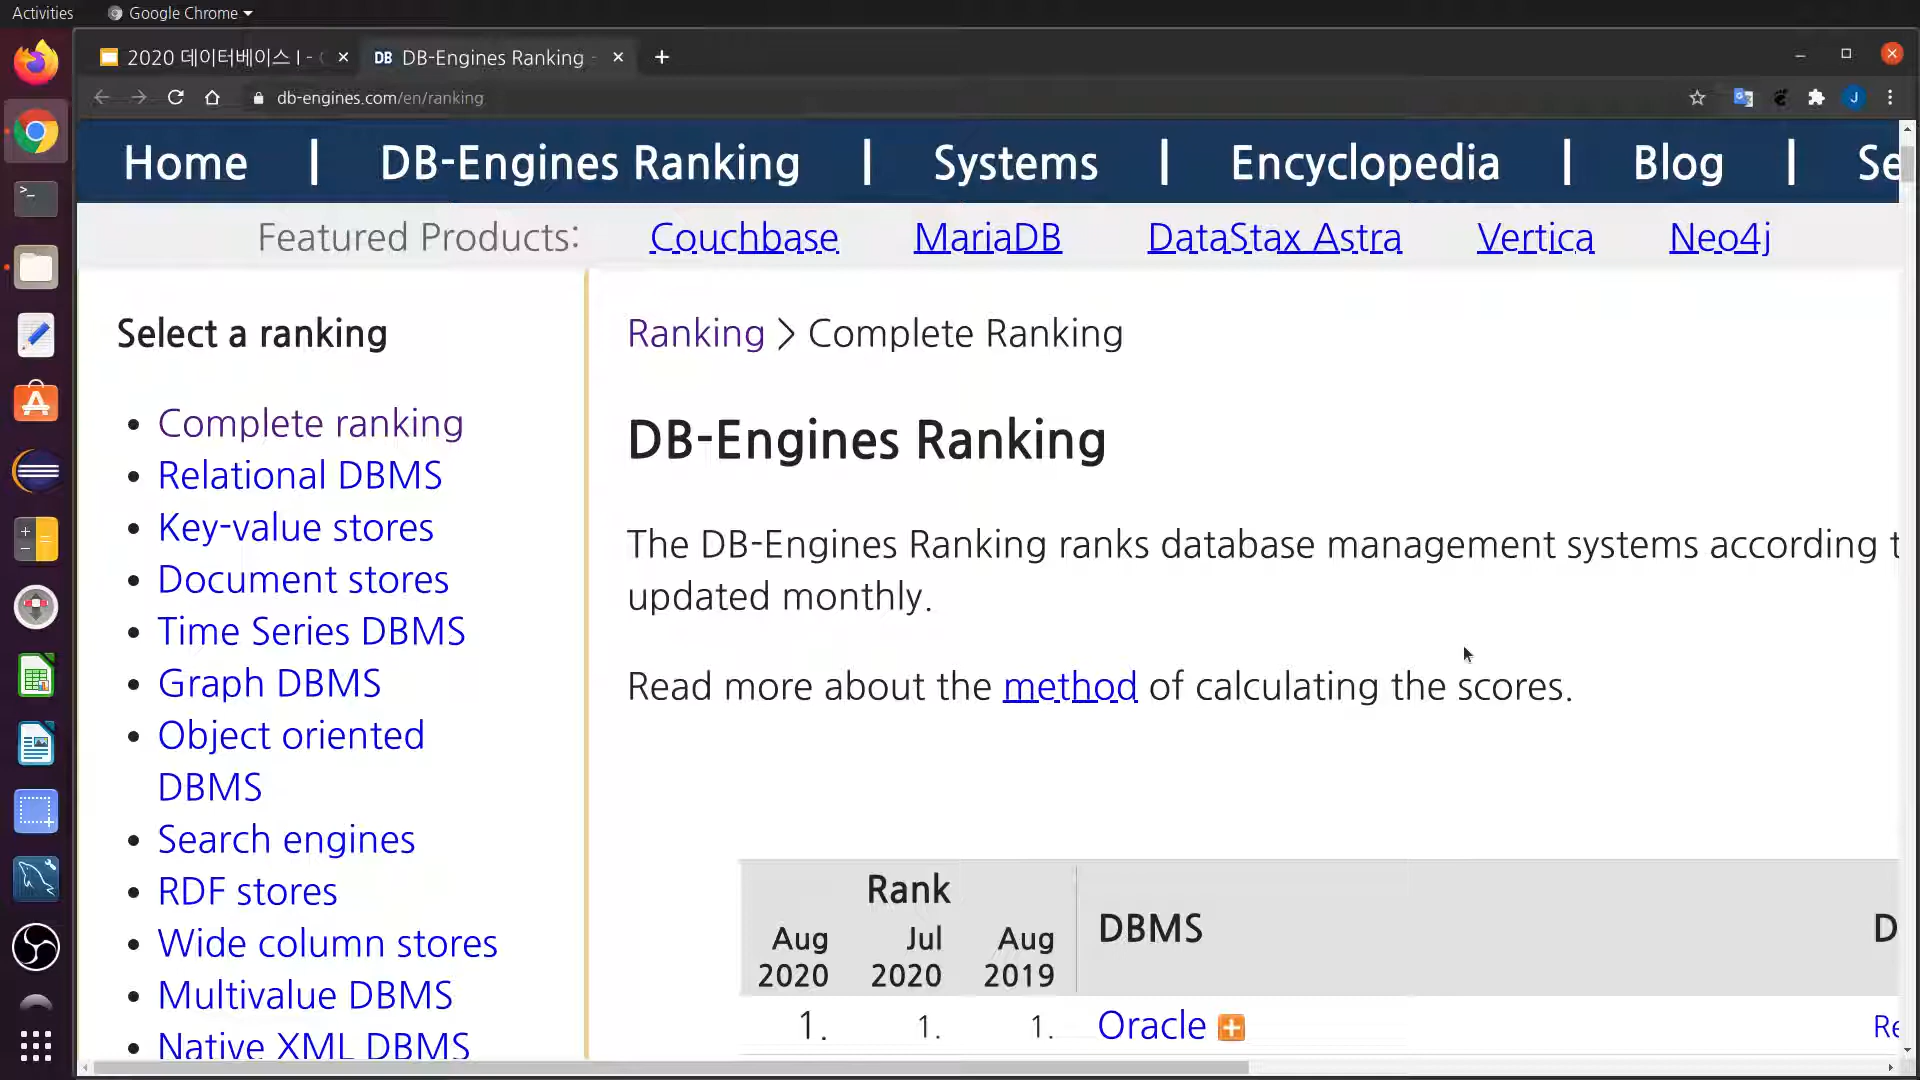 Activities
Google Chrome
2020 데이터베이스 I -
DB DB-Engines Ranking -
db-engines.com/en/ranking
J
Home | DB-Engines Ranking | Systems | Encyclopedia | Blog | Se
Featured Products: Couchbase MariaDB DataStax Astra Vertica Neo4j
Select a ranking
• Complete ranking
• Relational DBMS
• Key-value stores
• Document stores
• Time Series DBMS
• Graph DBMS
• Object oriented
DBMS
• Search engines
• RDF stores
• Wide column stores
• Multivalue DBMS
• Native XML DBMS
Ranking > Complete Ranking
DB-Engines Ranking
The DB-Engines Ranking ranks database management systems according t
updated monthly.
Read more about the method of calculating the scores.
Rank
Aug Jul Aug
2020 2020 2019
DBMS
D
1. 1. 1. Oracle Re